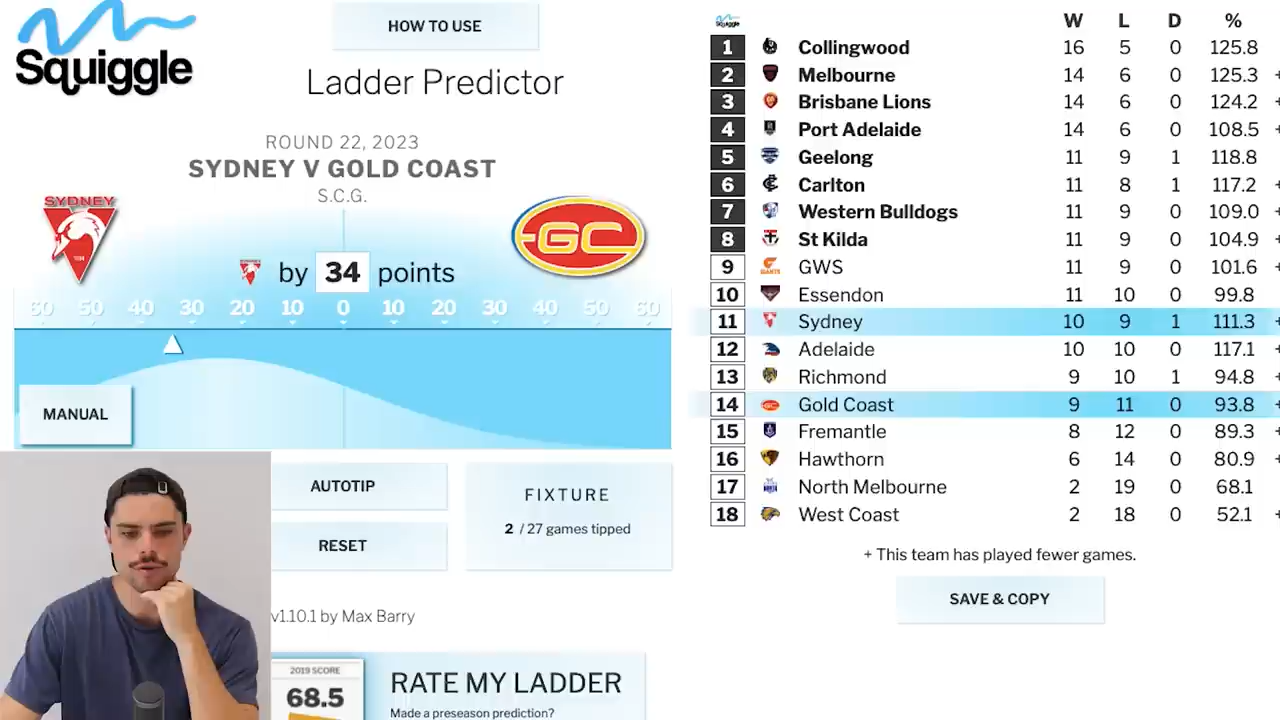 Squiggle
HOW TO USE
Ladder Predictor
ROUND 22, 2023
SYDNEY V GOLD COAST
S.C.G.
SYDNEY
GC
by 34 points
60 50 40 30 20 10 0 10 20 30 40 50 60
MANUAL
AUTOTIP
RESET
FIXTURE
2 / 27 games tipped
v1.10.1 by Max Barry
2019 SCORE
68.5
RATE MY LADDER
Made a preseason prediction?
Squiggle W L D %
1 Collingwood 16 5 0 125.8
2 Melbourne 14 6 0 125.3 +
3 Brisbane Lions 14 6 0 124.2 +
4 Port Adelaide 14 6 0 108.5 +
5 Geelong 11 9 1 118.8
6 Carlton 11 8 1 117.2 +
7 Western Bulldogs 11 9 0 109.0 +
8 St Kilda 11 9 0 104.9 +
9 GWS 11 9 0 101.6 +
10 Essendon 11 10 0 99.8
11 Sydney 10 9 1 111.3 +
12 Adelaide 10 10 0 117.1 +
13 Richmond 9 10 1 94.8 +
14 Gold Coast 9 11 0 93.8 +
15 Fremantle 8 12 0 89.3 +
16 Hawthorn 6 14 0 80.9 +
17 North Melbourne 2 19 0 68.1
18 West Coast 2 18 0 52.1 +
+ This team has played fewer games.
SAVE & COPY